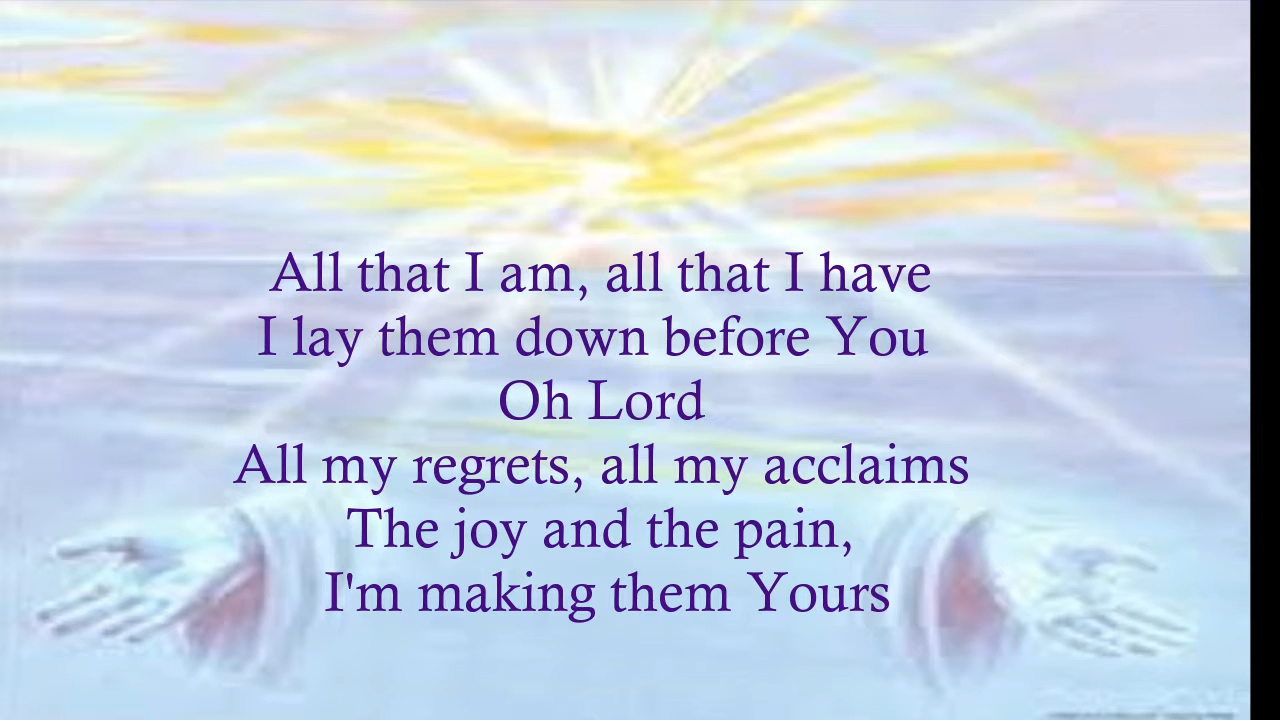 All that I am, all that I have
I lay them down before You
Oh Lord
All my regrets, all my acclaims
The joy and the pain,
I'm making them Yours